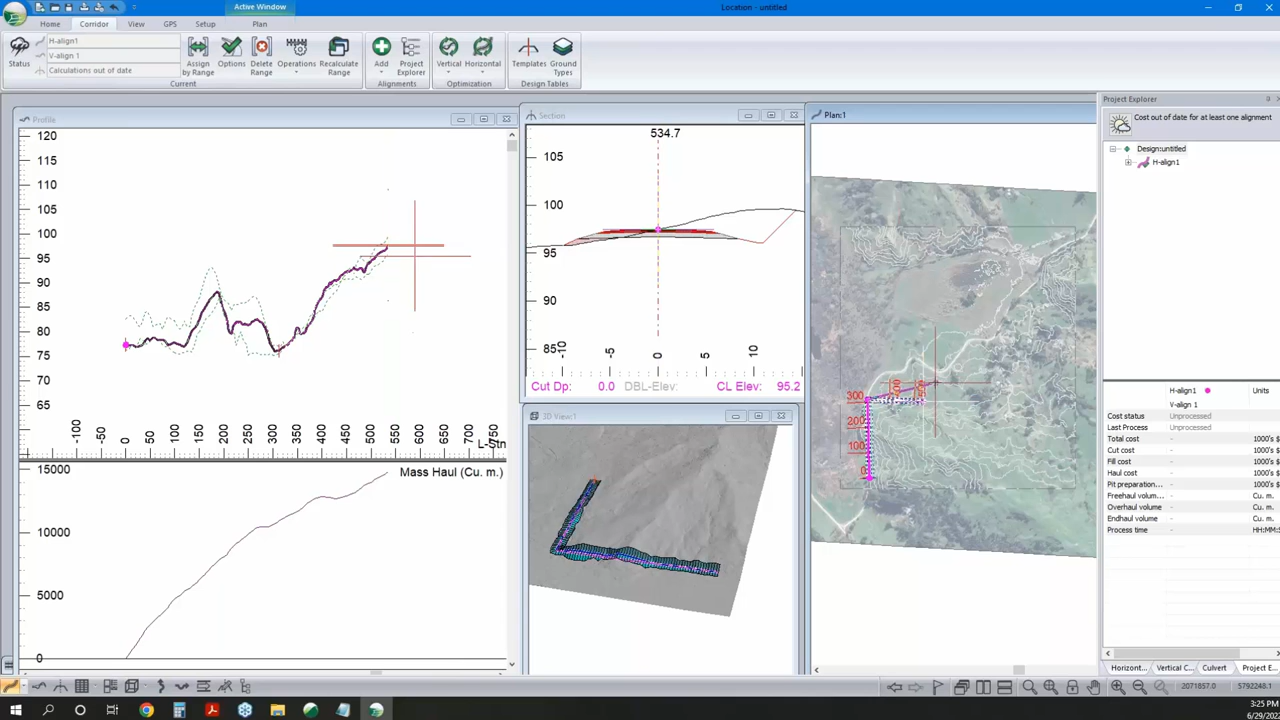 Active Window
Location - untitled
Home
Corridor
View
GPS
Setup
Plan
Status
H-align1
V-align 1
Calculations out of date
Assign by Range
Options
Delete Range
Operations
Recalculate Range
Add
Project Explorer
Vertical
Horizontal
Templates
Ground Types
Current
Alignments
Optimization
Design Tables
Profile
120
115
110
105
100
95
90
85
80
75
70
65
-100
-50
0
50
100
150
200
250
300
350
400
450
500
550
600
650
700
750
L-Stn
Mass Haul (Cu. m.)
15000
10000
5000
0
Section
534.7
105
100
95
90
85
-10
-5
0
5
10
Cut Dp: 0.0 DBL-Elev: CL Elev: 95.2
3D View:1
Plan:1
300
200
100
0
Project Explorer
Cost out of date for at least one alignment
Design:untitled
H-align1
H-align1 Units
V-align 1
Cost status Unprocessed
Last Process Unprocessed
Total cost - 1000's $
Cut cost - 1000's $
Fill cost - 1000's $
Haul cost - 1000's $
Pit preparation... - 1000's $
Freehaul volum... - Cu. m.
Overhaul volume - Cu. m.
Endhaul volume - Cu. m.
Process time - HH:MM:
Horizont...
Vertical C...
Culvert
Project E...
2071857.0
5792248.1
3:25 PM